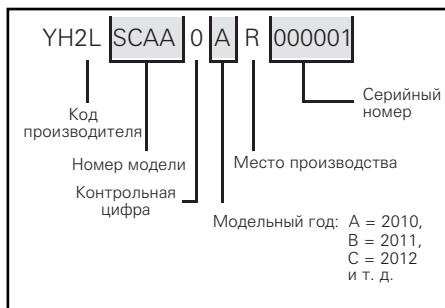 YH2L SCAA 0 A R 000001
Код
производителя
Серийный
номер
Номер модели
Место производства
Контрольная
цифра
Модельный год: A = 2010,
B = 2011,
C = 2012
и т. д.